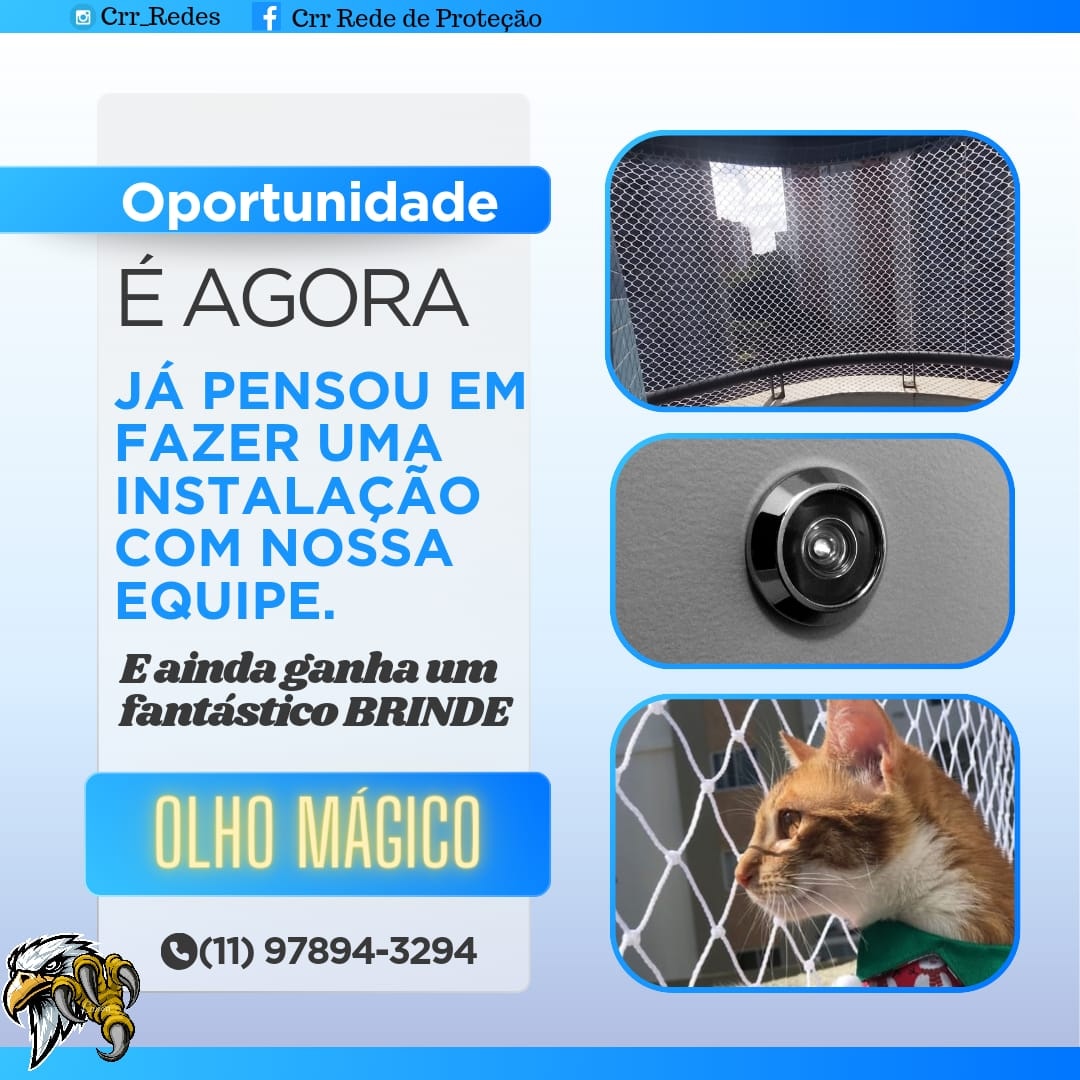 Crr_Redes
Crr Rede de Proteção
Oportunidade
É AGORA
JÁ PENSOU EM
FAZER UMA
INSTALAÇÃO
COM NOSSA
EQUIPE.
E ainda ganha um
fantástico BRINDE
OLHO MÁGICO
(11) 97894-3294